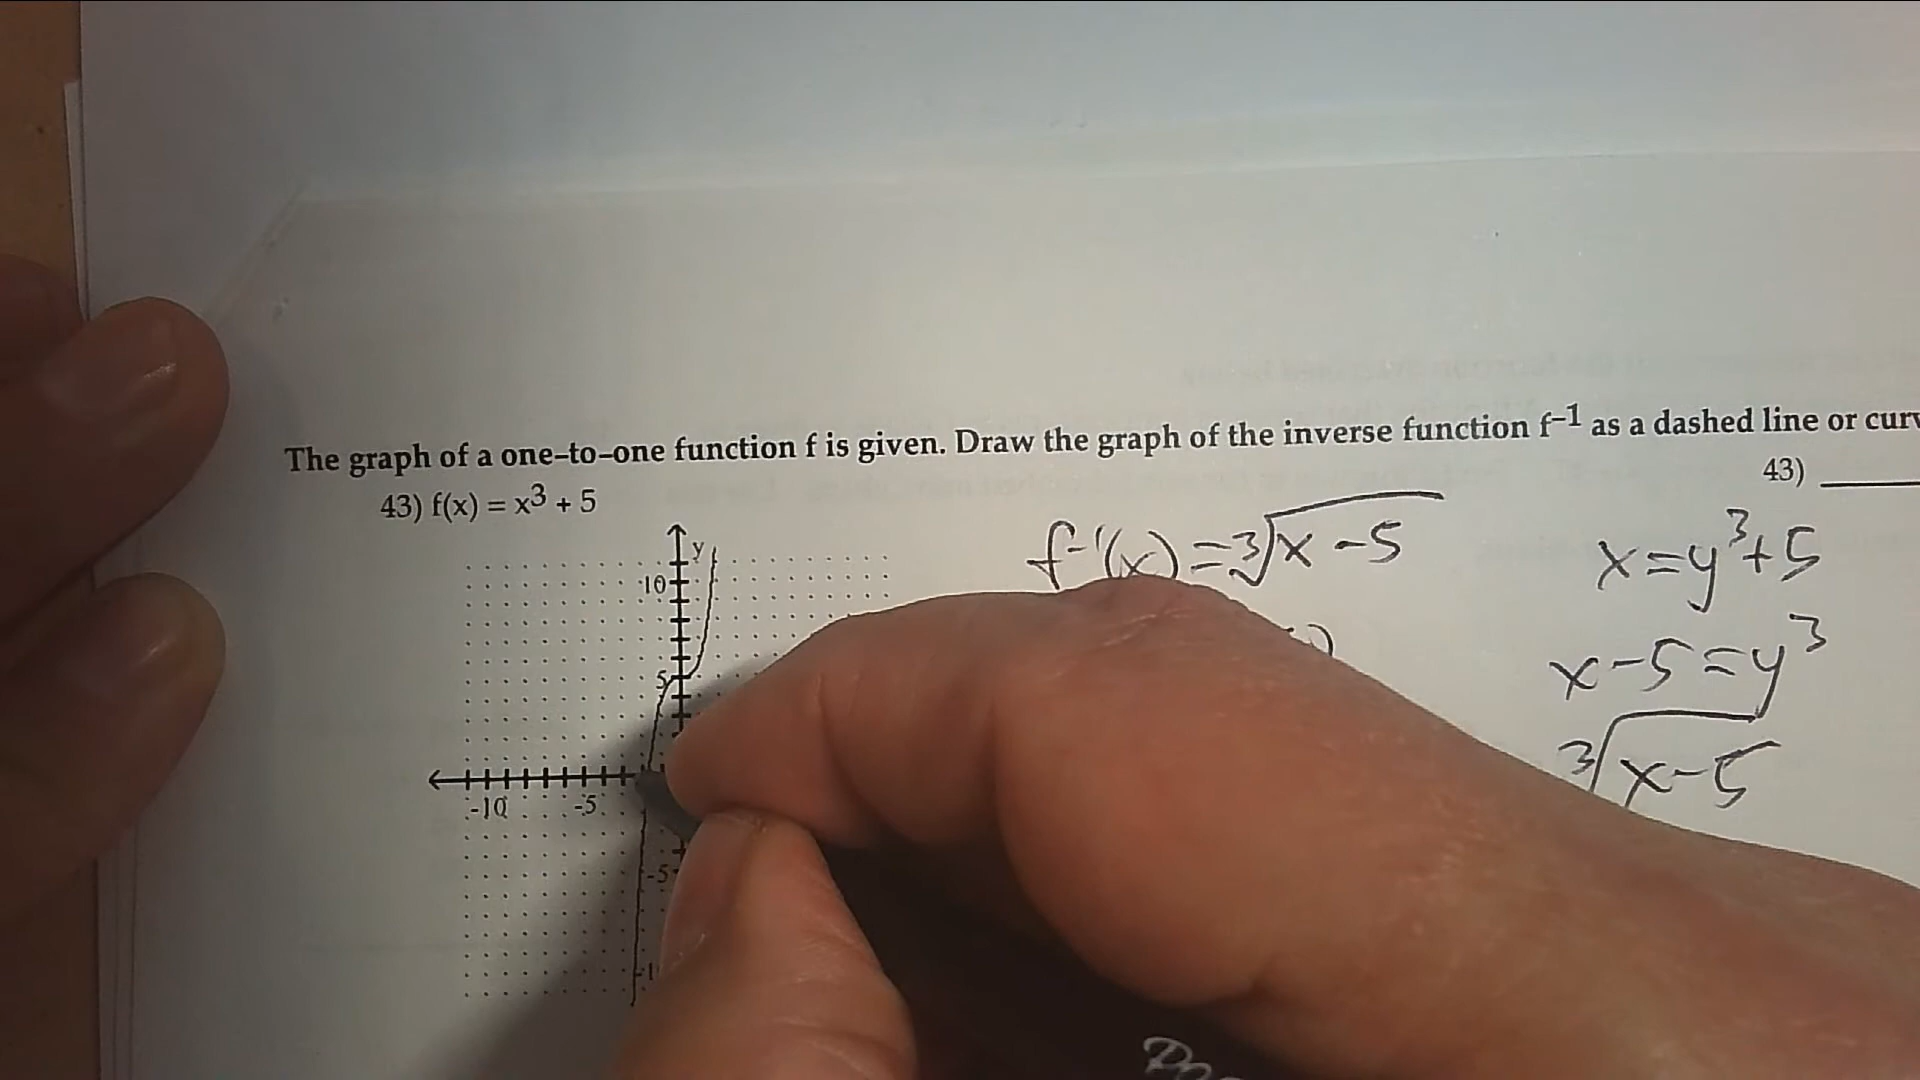 The graph of a one-to-one function f is given. Draw the graph of the inverse function f⁻¹ as a dashed line or curv
43) f(x) = x³ + 5
43)
y
10
5
-10
-5
-5
f⁻¹(x) = ∛x - 5
x = y³ + 5
x - 5 = y³
∛x - 5